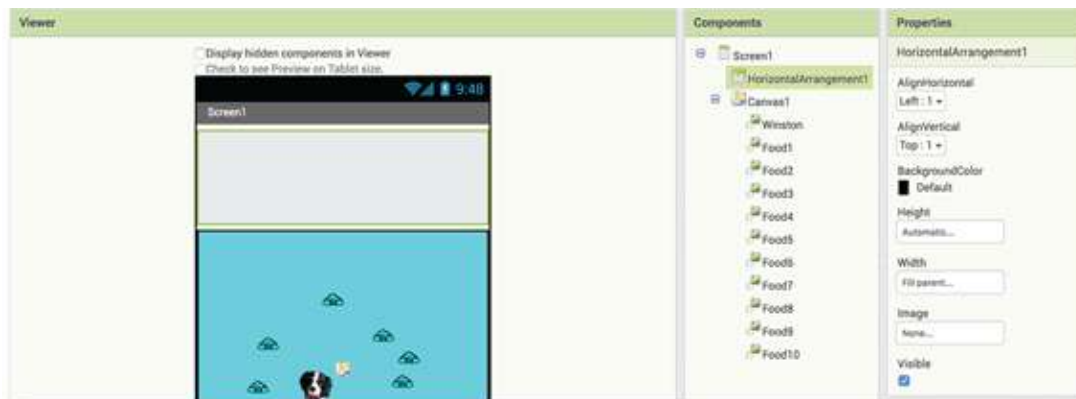 Viewer
Display hidden components in Viewer
Check to see Preview on Tablet size.
9:48
Screen1
Components
Screen1
HorizontalArrangement1
Canvas1
Winston
Food1
Food2
Food3
Food4
Food5
Food6
Food7
Food8
Food9
Food10
Properties
HorizontalArrangement1
AlignHorizontal
Left : 1
AlignVertical
Top : 1
BackgroundColor
Default
Height
Automatic...
Width
Fill parent...
Image
None...
Visible